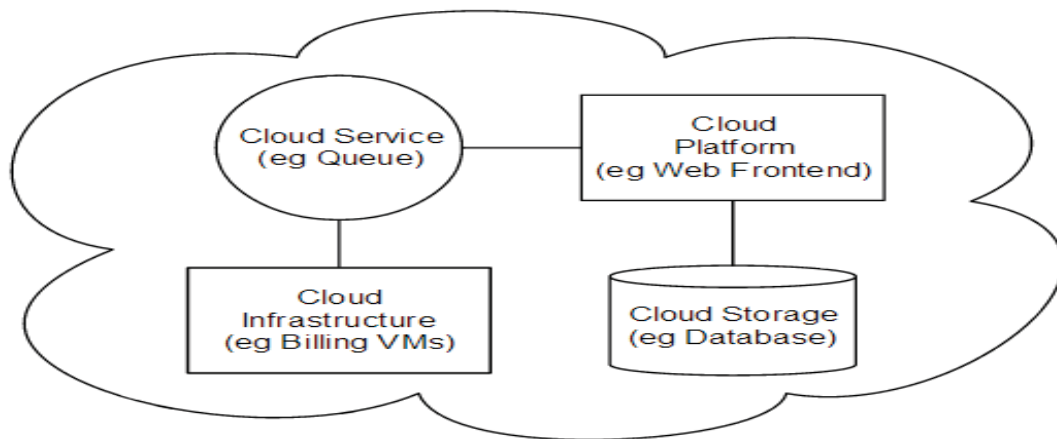 Cloud Service
(eg Queue)
Cloud
Platform
(eg Web Frontend)
Cloud
Infrastructure
(eg Billing VMs)
Cloud Storage
(eg Database)